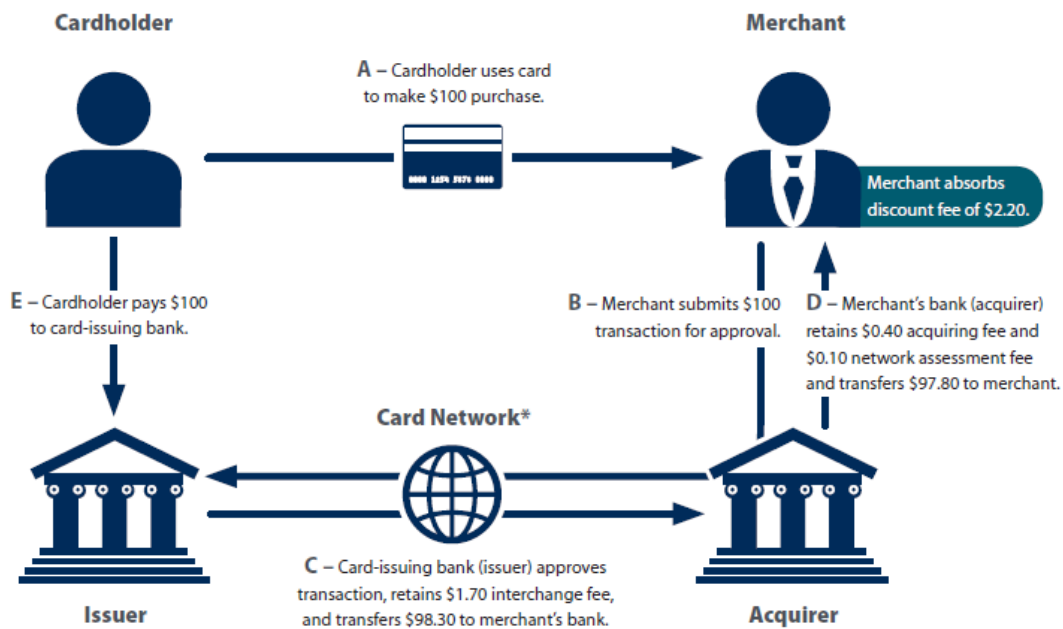 Cardholder
Merchant
A – Cardholder uses card
to make $100 purchase.
Merchant absorbs
discount fee of $2.20.
E – Cardholder pays $100
to card-issuing bank.
B – Merchant submits $100
transaction for approval.
D – Merchant’s bank (acquirer)
retains $0.40 acquiring fee and
$0.10 network assessment fee
and transfers $97.80 to merchant.
Card Network*
C – Card-issuing bank (issuer) approves
transaction, retains $1.70 interchange fee,
and transfers $98.30 to merchant’s bank.
Issuer
Acquirer